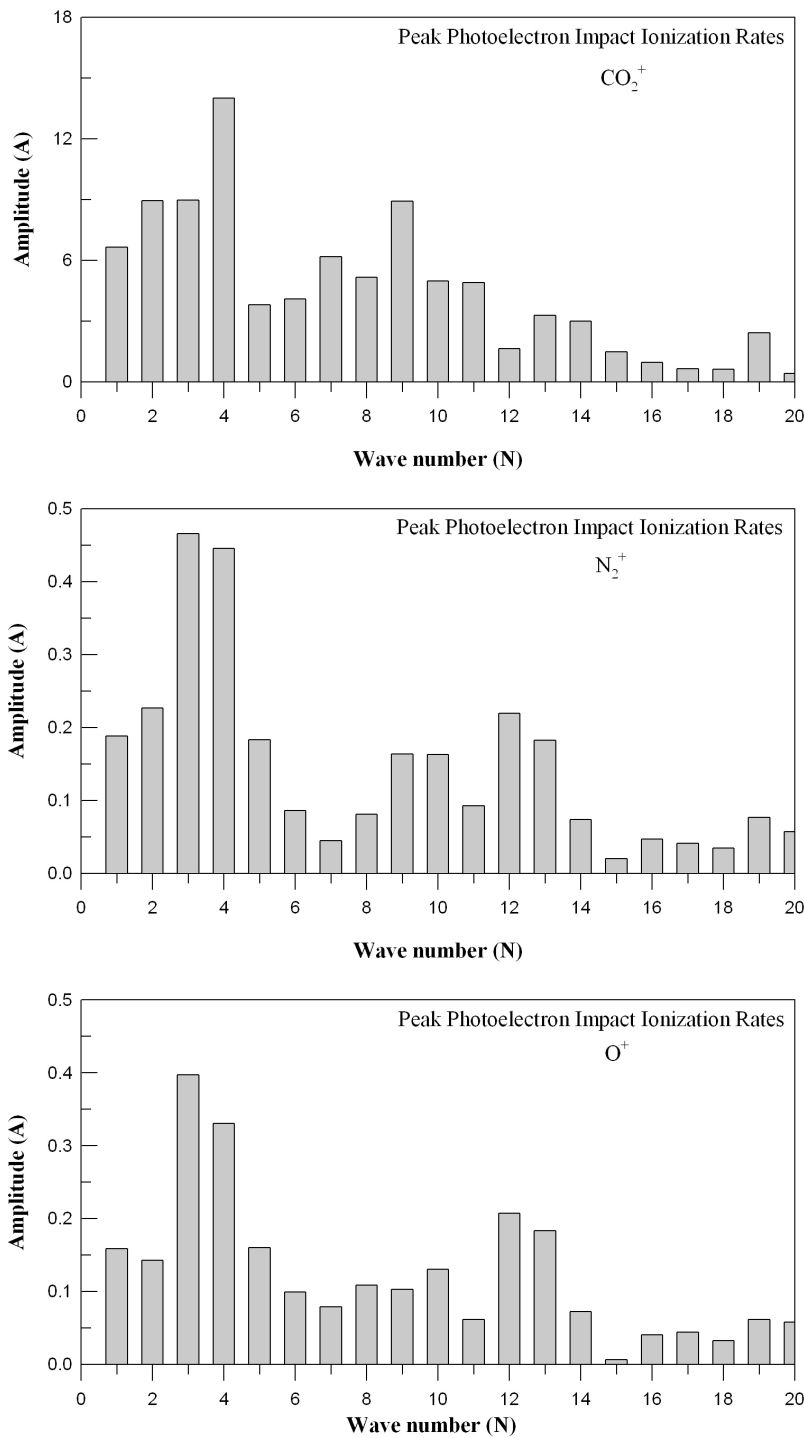 Peak Photoelectron Impact Ionization Rates
CO₂⁺
18
12
6
0
Amplitude (A)
0 2 4 6 8 10 12 14 16 18 20
Wave number (N)
Peak Photoelectron Impact Ionization Rates
N₂⁺
0.5
0.4
0.3
0.2
0.1
0.0
Amplitude (A)
0 2 4 6 8 10 12 14 16 18 20
Wave number (N)
Peak Photoelectron Impact Ionization Rates
O⁺
0.5
0.4
0.3
0.2
0.1
0.0
Amplitude (A)
0 2 4 6 8 10 12 14 16 18 20
Wave number (N)